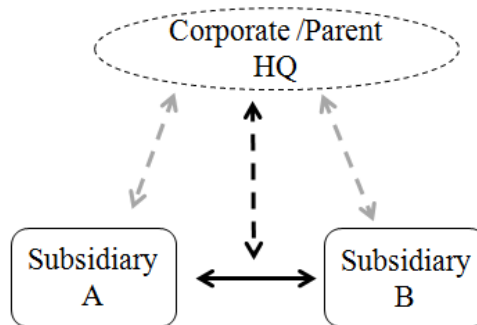 Corporate /Parent
HQ
Subsidiary
A
Subsidiary
B